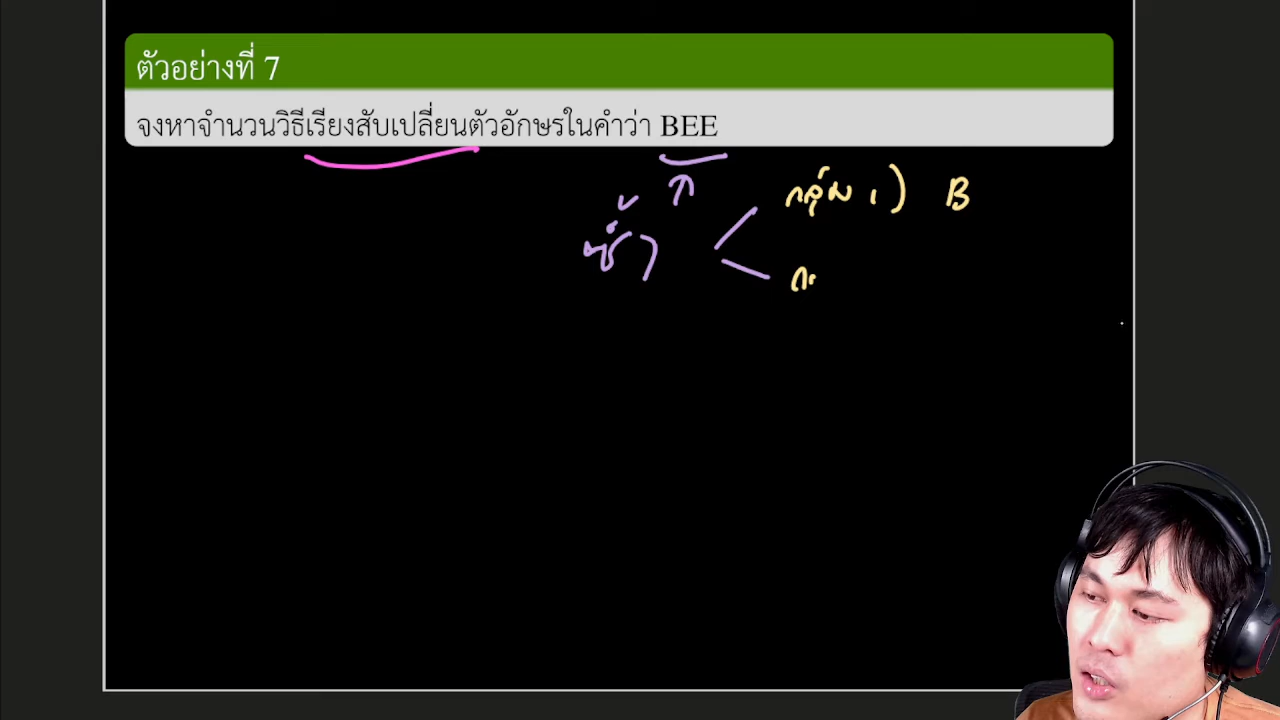 ตัวอย่างที่ 7
จงหาจำนวนวิธีเรียงสับเปลี่ยนตัวอักษรในคำว่า BEE
กลุ่ม 1) B
ซ้ำ